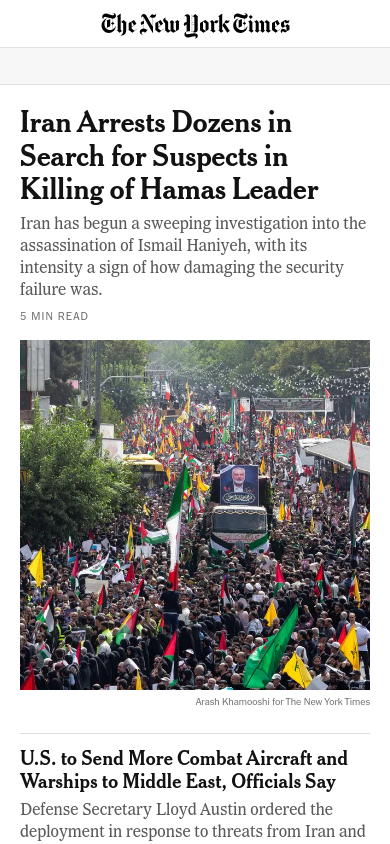 The New York Times
Iran Arrests Dozens in
Search for Suspects in
Killing of Hamas Leader
Iran has begun a sweeping investigation into the
assassination of Ismail Haniyeh, with its
intensity a sign of how damaging the security
failure was.
5 MIN READ
Arash Khamooshi for The New York Times
U.S. to Send More Combat Aircraft and
Warships to Middle East, Officials Say
Defense Secretary Lloyd Austin ordered the
deployment in response to threats from Iran and